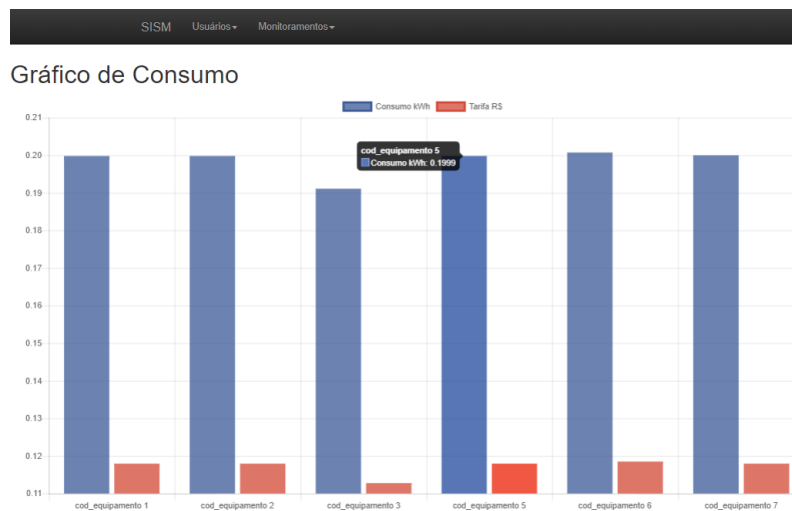 SISM Usuários Monitoramentos
Gráfico de Consumo
Consumo kWh Tarifa R$
0.21
cod_equipamento 5
Consumo kWh: 0.1999
0.20
0.19
0.18
0.17
0.16
0.15
0.14
0.13
0.12
0.11
cod_equipamento 1 cod_equipamento 2 cod_equipamento 3 cod_equipamento 5 cod_equipamento 6 cod_equipamento 7